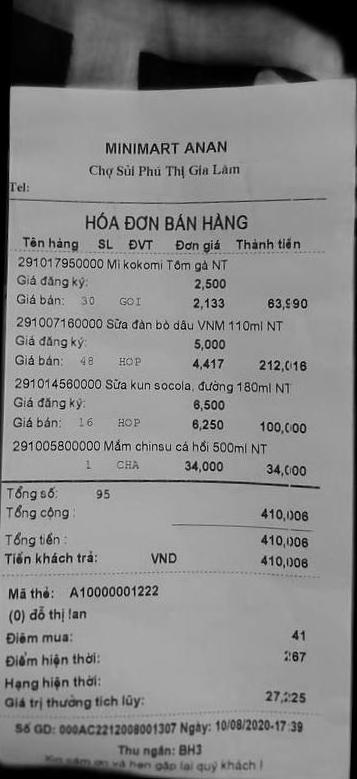 MINIMART ANAN
Chợ Sủi Phú Thị Gia Lâm
Tel:
HÓA ĐƠN BÁN HÀNG
Tên hàng SL ĐVT Đơn giá Thành tiền
291017950000 Mì kokomi Tôm gà NT
Giá đăng ký: 2,500
Giá bán: 30 GOI 2,133 63,990
291007160000 Sữa đàn bò dâu VNM 110ml NT
Giá đăng ký: 5,000
Giá bán: 48 HOP 4,417 212,016
291014560000 Sữa kun socola, đường 180ml NT
Giá đăng ký: 6,500
Giá bán: 16 HOP 6,250 100,000
291005800000 Mắm chinsu cá hồi 500ml NT
1 CHA 34,000 34,000
Tổng số: 95
Tổng cộng : 410,006
Tổng tiền : 410,006
Tiền khách trả: VND 410,006
Mã thẻ: A10000001222
(0) đỗ thị lan
Điểm mua: 41
Điểm hiện thời: 267
Hạng hiện thời:
Giá trị thưởng tích lũy: 27,225
Số GD: 000AC2212008001307 Ngày: 10/08/2020-17:39
Thu ngân: BH3
Xin cám ơn và hẹn gặp lại quý khách !